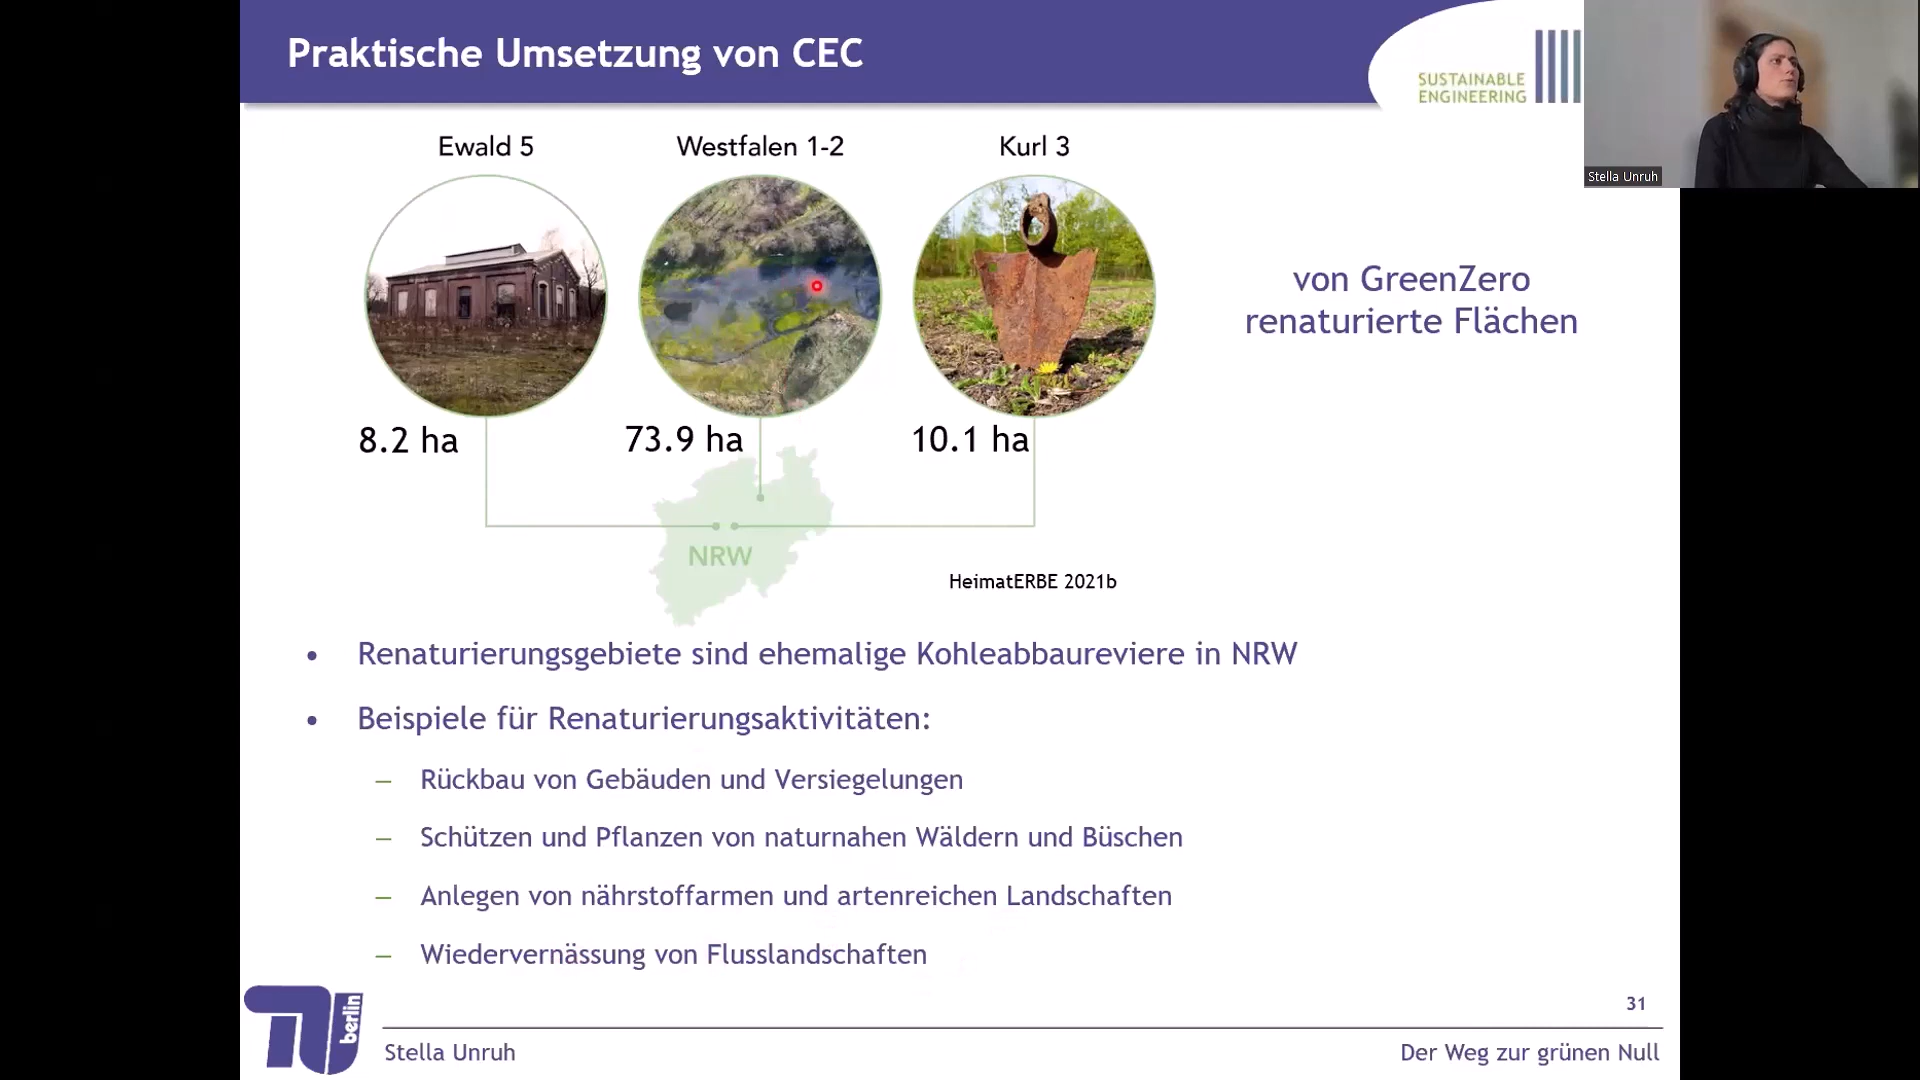 Praktische Umsetzung von CEC
SUSTAINABLE
ENGINEERING
Stella Unruh
Ewald 5
Westfalen 1-2
Kurl 3
von GreenZero
renaturierte Flächen
8.2 ha
73.9 ha
10.1 ha
NRW
HeimatERBE 2021b
• Renaturierungsgebiete sind ehemalige Kohleabbaureviere in NRW
• Beispiele für Renaturierungsaktivitäten:
– Rückbau von Gebäuden und Versiegelungen
– Schützen und Pflanzen von naturnahen Wäldern und Büschen
– Anlegen von nährstoffarmen und artenreichen Landschaften
– Wiedervernässung von Flusslandschaften
berlin
31
Stella Unruh
Der Weg zur grünen Null